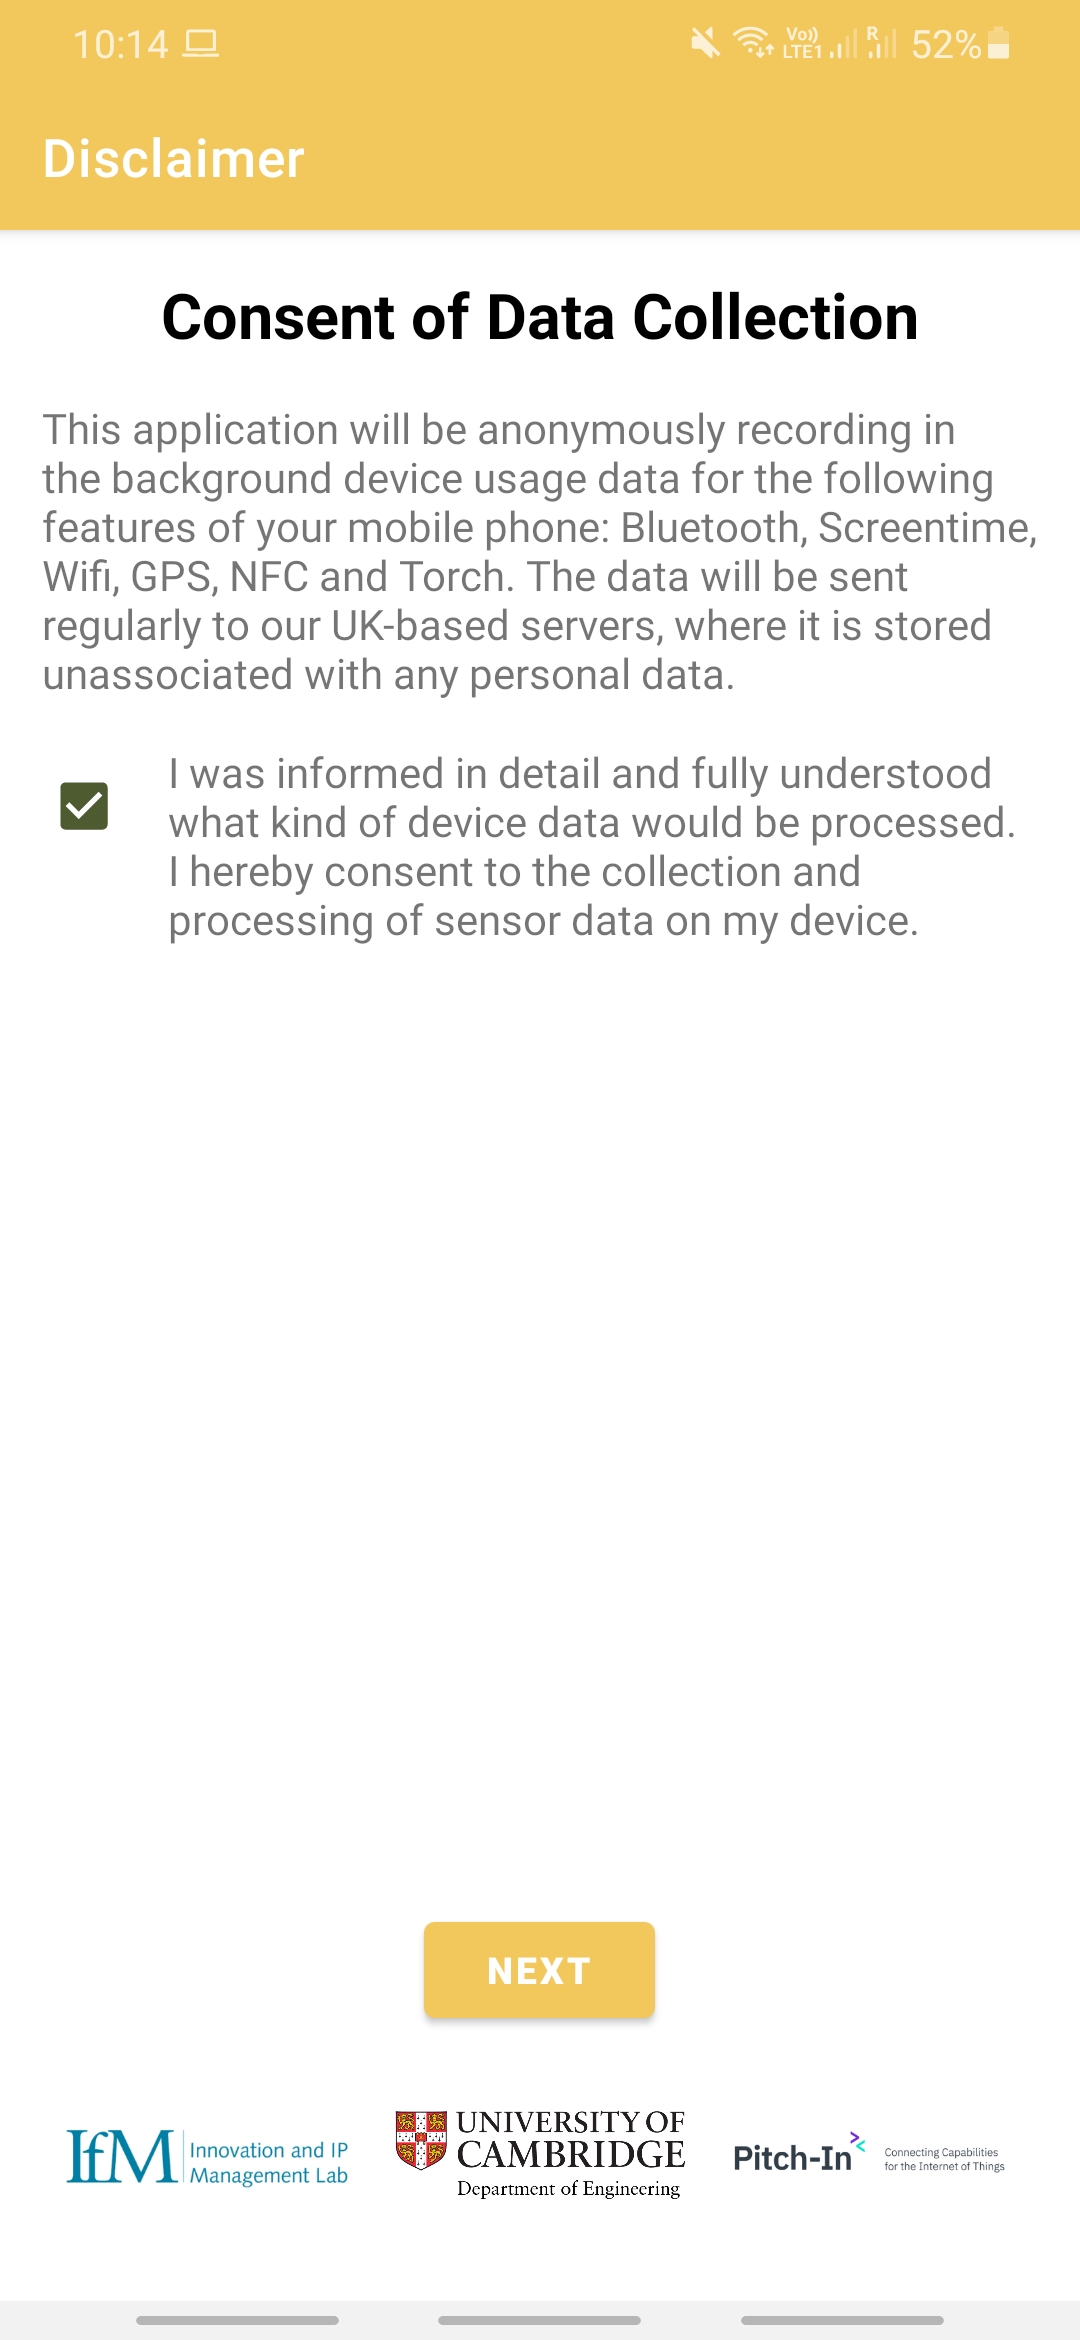 10:14
Vo)) LTE1 R 52%
Disclaimer
Consent of Data Collection
This application will be anonymously recording in
the background device usage data for the following
features of your mobile phone: Bluetooth, Screentime,
Wifi, GPS, NFC and Torch. The data will be sent
regularly to our UK-based servers, where it is stored
unassociated with any personal data.
I was informed in detail and fully understood
what kind of device data would be processed.
I hereby consent to the collection and
processing of sensor data on my device.
NEXT
IfM Innovation and IP
Management Lab
UNIVERSITY OF
CAMBRIDGE
Department of Engineering
Pitch-In
Connecting Capabilities
for the Internet of Things